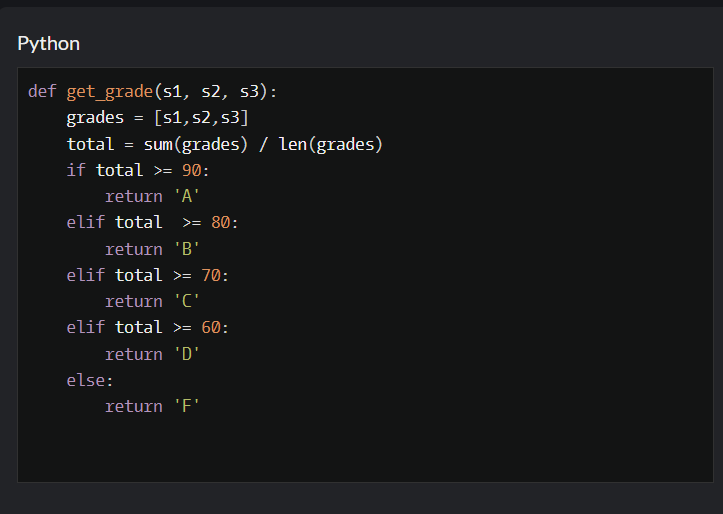 Python
def get_grade(s1, s2, s3):
    grades = [s1,s2,s3]
    total = sum(grades) / len(grades)
    if total >= 90:
        return 'A'
    elif total  >= 80:
        return 'B'
    elif total >= 70:
        return 'C'
    elif total >= 60:
        return 'D'
    else:
        return 'F'